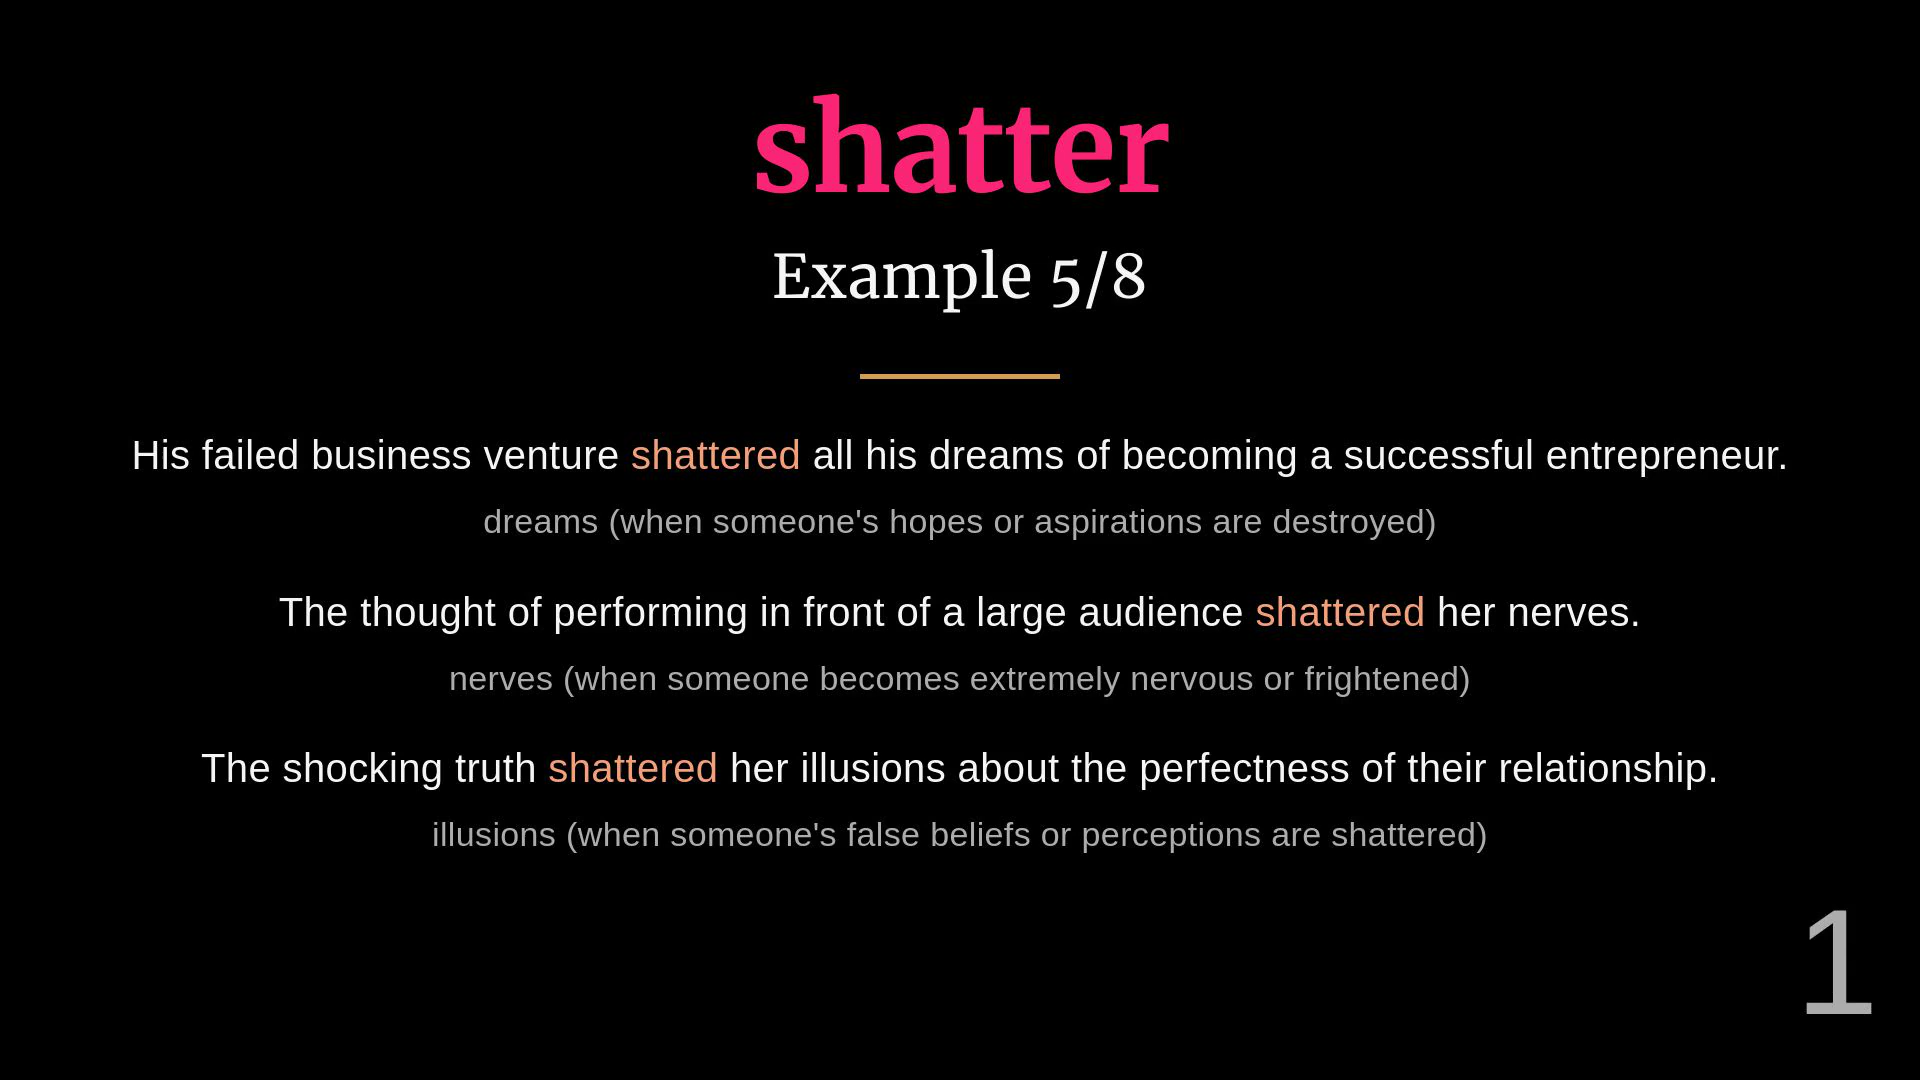 shatter
Example 5/8
His failed business venture shattered all his dreams of becoming a successful entrepreneur.
dreams (when someone's hopes or aspirations are destroyed)
The thought of performing in front of a large audience shattered her nerves.
nerves (when someone becomes extremely nervous or frightened)
The shocking truth shattered her illusions about the perfectness of their relationship.
illusions (when someone's false beliefs or perceptions are shattered)
1